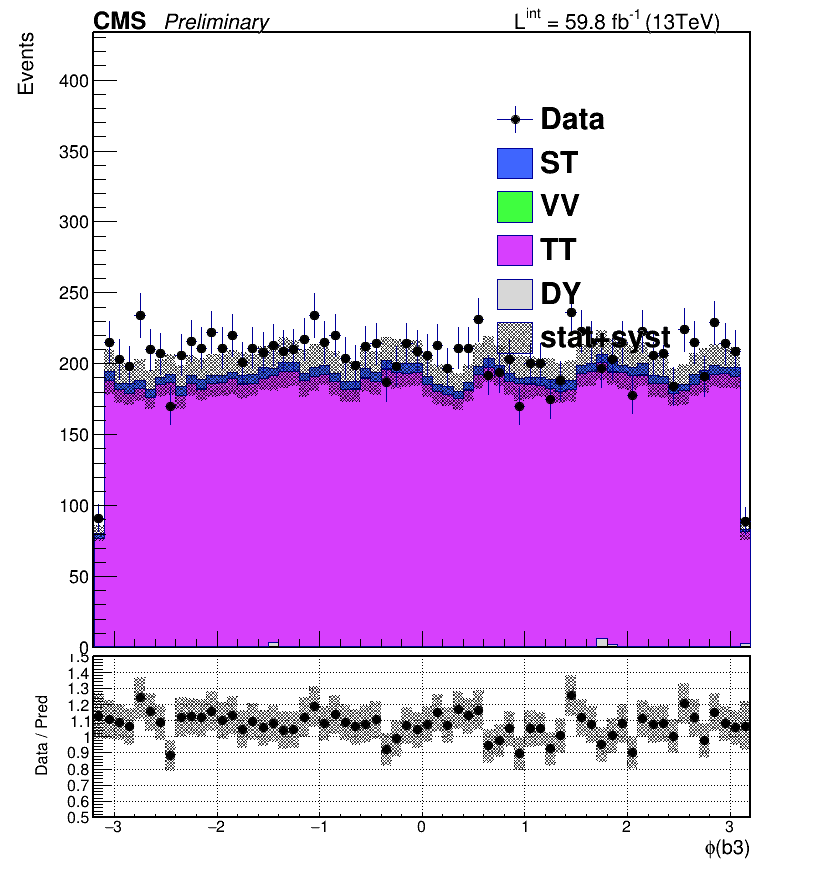 CMS Preliminary L^int = 59.8 fb^-1 (13TeV)
Events
400
350
300
250
200
150
100
50
0
Data
ST
VV
TT
DY
stat+syst
Data / Pred
1.5
1.4
1.3
1.2
1.1
1
0.9
0.8
0.7
0.6
0.5
−3 −2 −1 0 1 2 3
ϕ(b3)